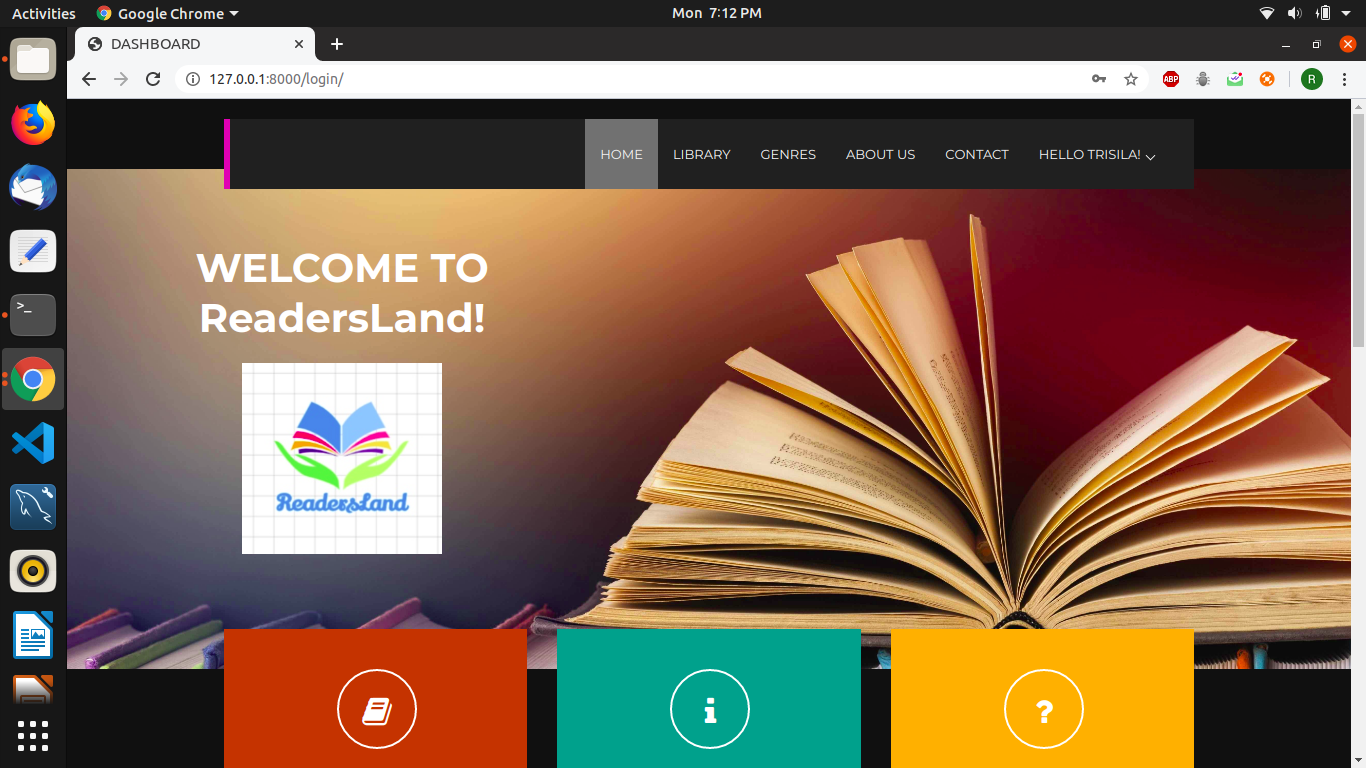 Activities Google Chrome Mon 7:12 PM
DASHBOARD
127.0.0.1:8000/login/
ABP
R
HOME LIBRARY GENRES ABOUT US CONTACT HELLO TRISILA!
>_
WELCOME TO
ReadersLand!
ReadersLand
i ?